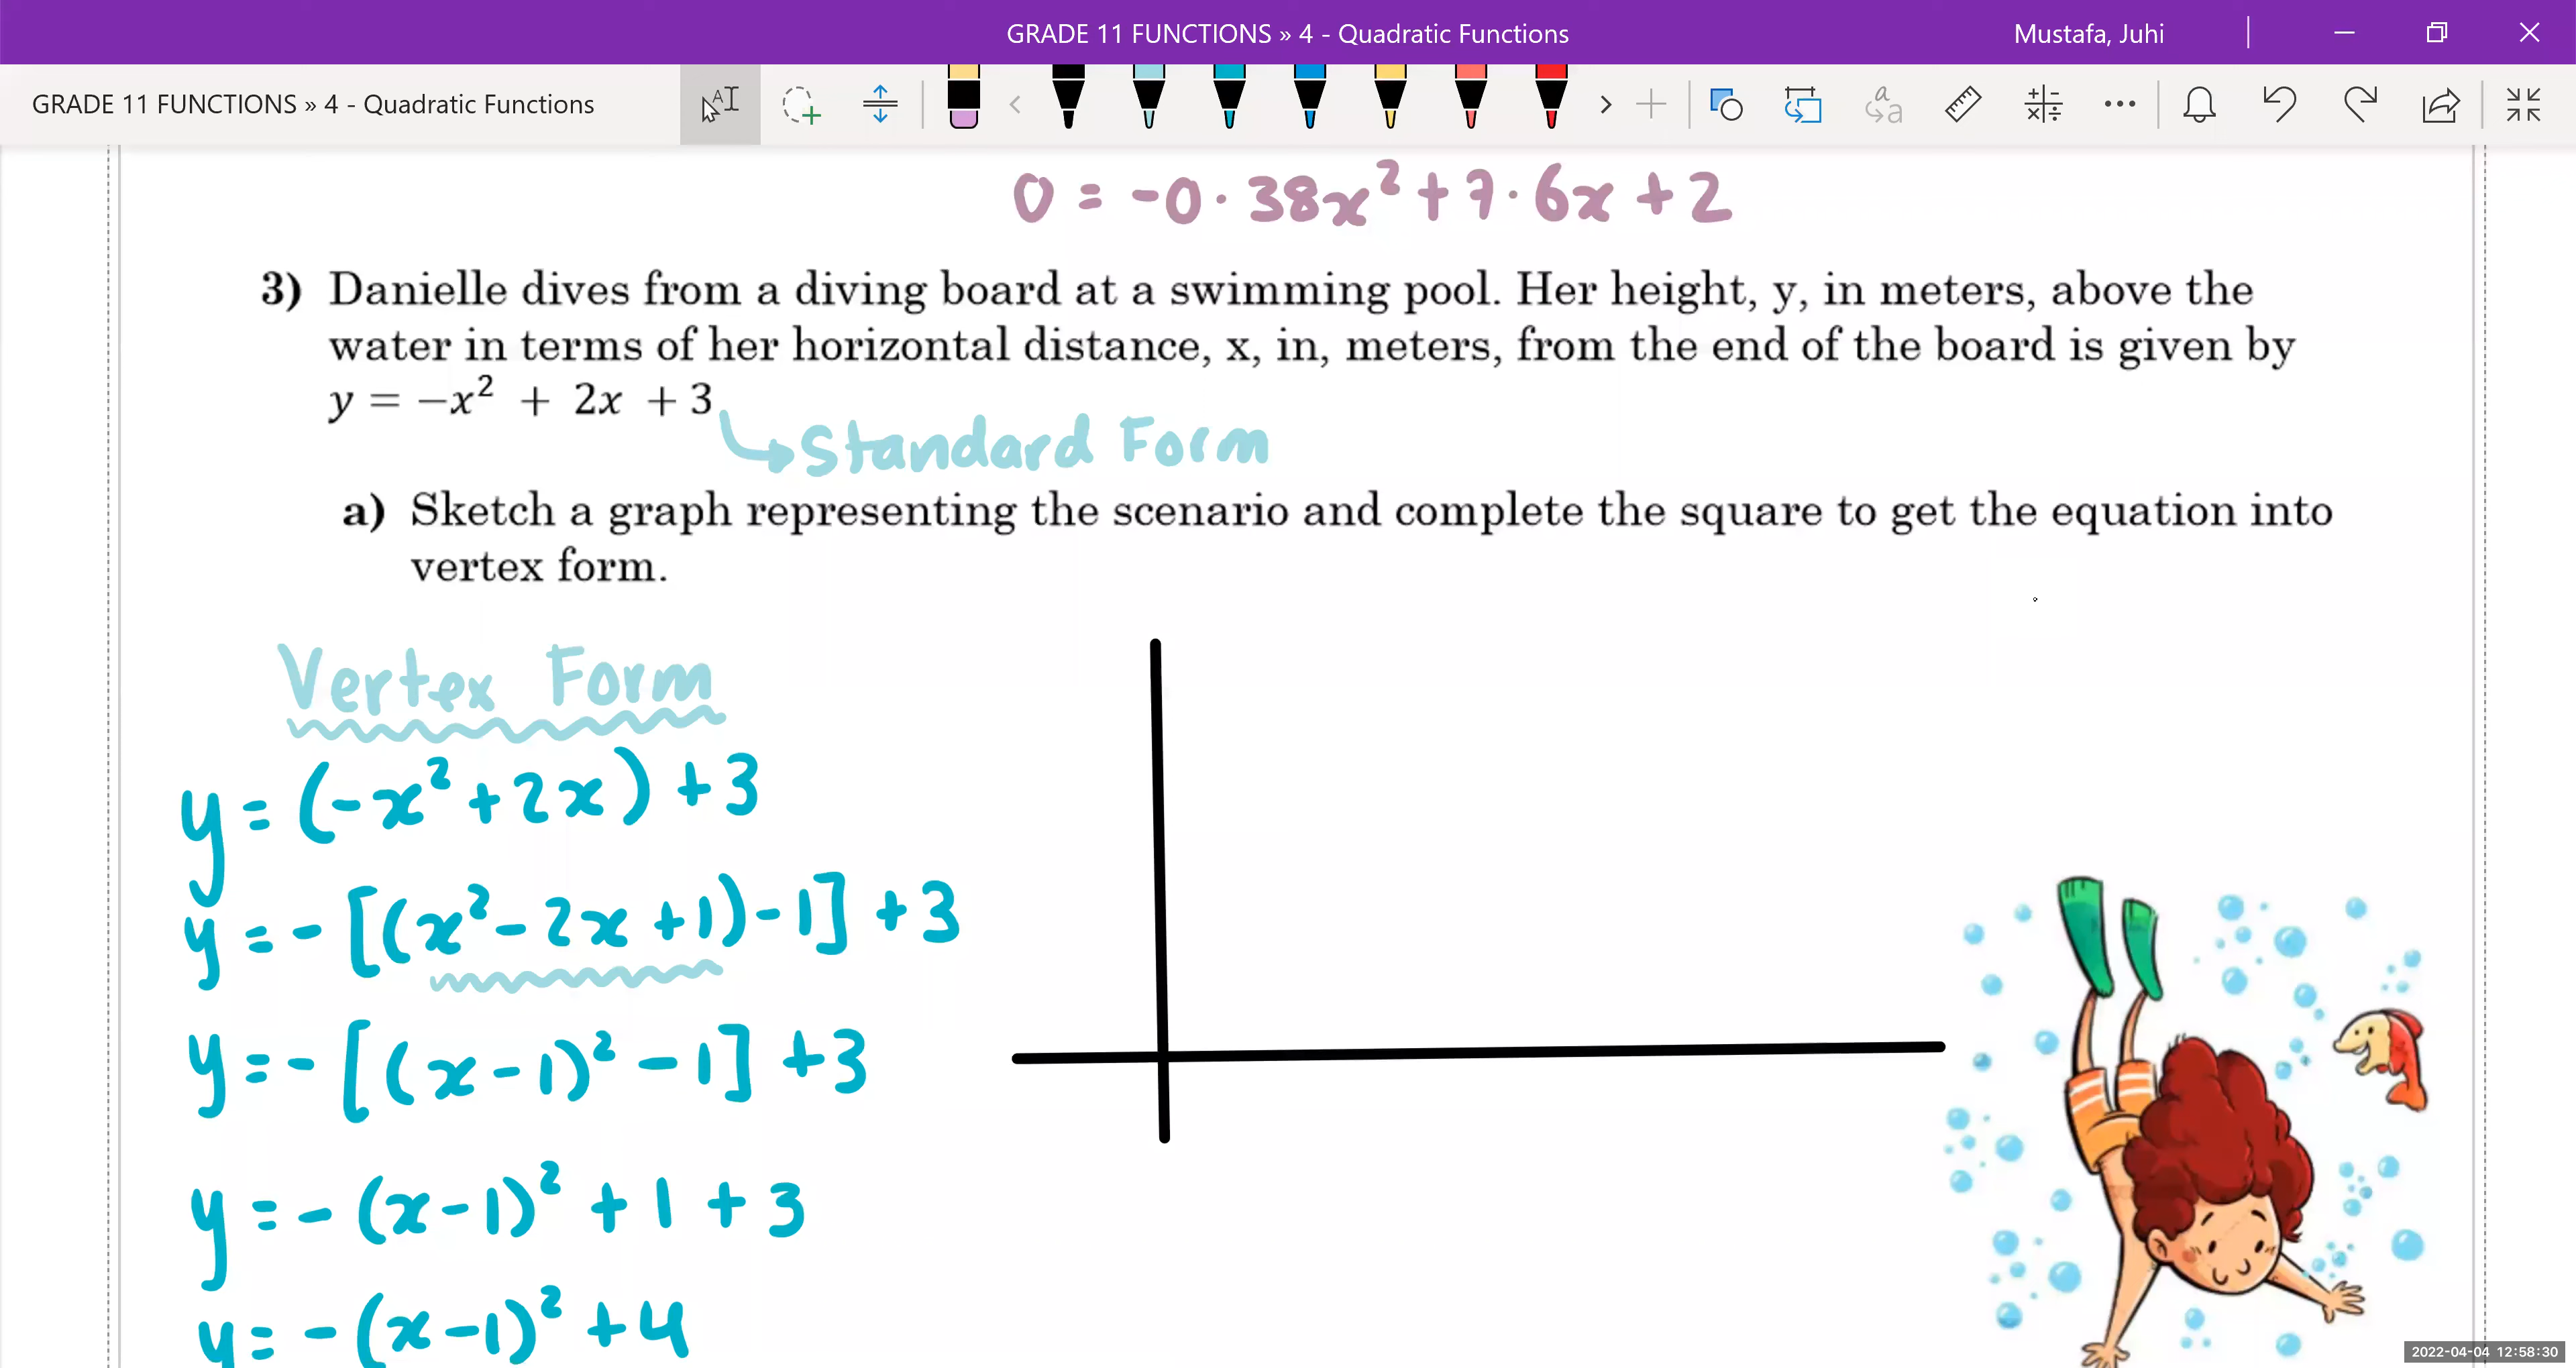 GRADE 11 FUNCTIONS » 4 - Quadratic Functions
Mustafa, Juhi
GRADE 11 FUNCTIONS » 4 - Quadratic Functions
0 = -0.38x² + 7.6x + 2
3) Danielle dives from a diving board at a swimming pool. Her height, y, in meters, above the
water in terms of her horizontal distance, x, in, meters, from the end of the board is given by
y = −x² + 2x + 3
Standard Form
a) Sketch a graph representing the scenario and complete the square to get the equation into
vertex form.
Vertex Form
y = (-x² + 2x) + 3
y = - [(x² - 2x + 1) - 1] + 3
y = - [(x - 1)² - 1] + 3
y = - (x - 1)² + 1 + 3
y = - (x - 1)² + 4
2022-04-04 12:58:30